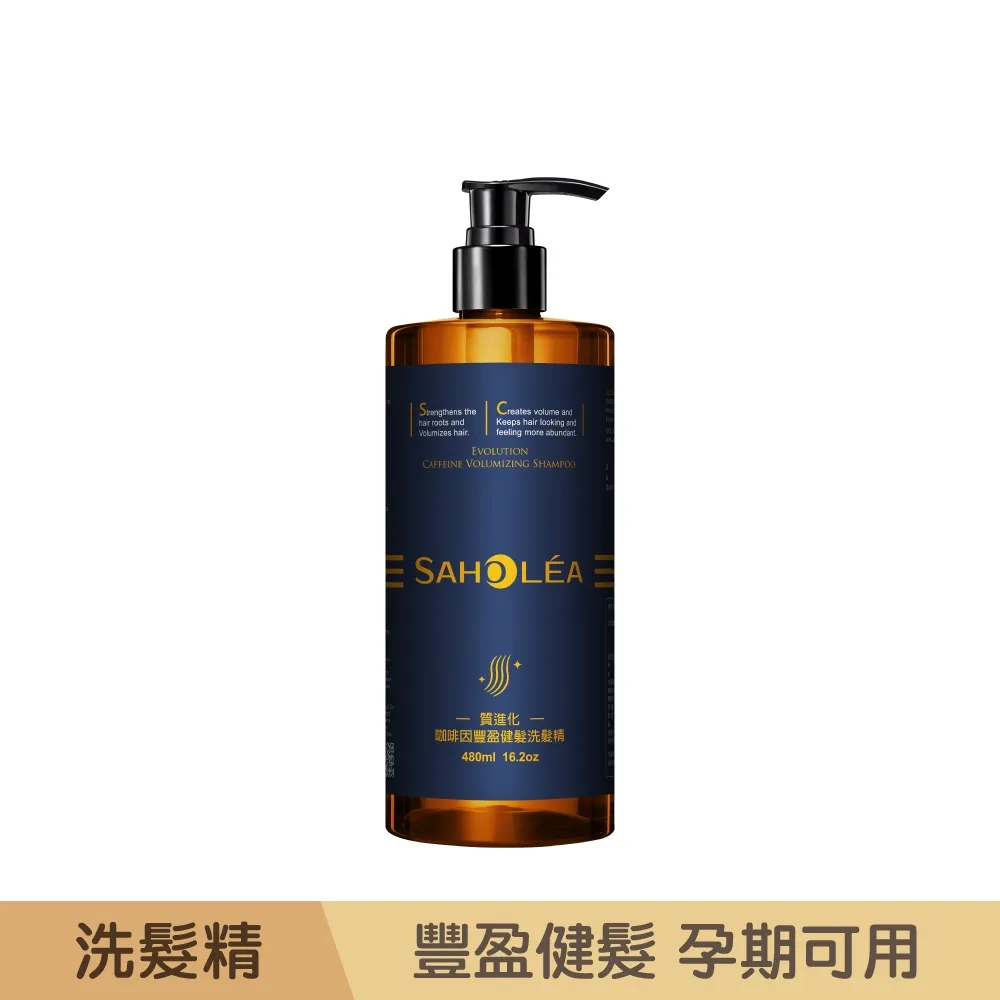 Strengthens the
hair roots and
Volumizes hair.
Creates volume and
Keeps hair looking and
feeling more abundant.
EVOLUTION
CAFFEINE VOLUMIZING SHAMPOO
SAHOLÉA
質進化
咖啡因豐盈健髮洗髮精
480ml 16.2oz
洗髮精
豐盈健髮 孕期可用